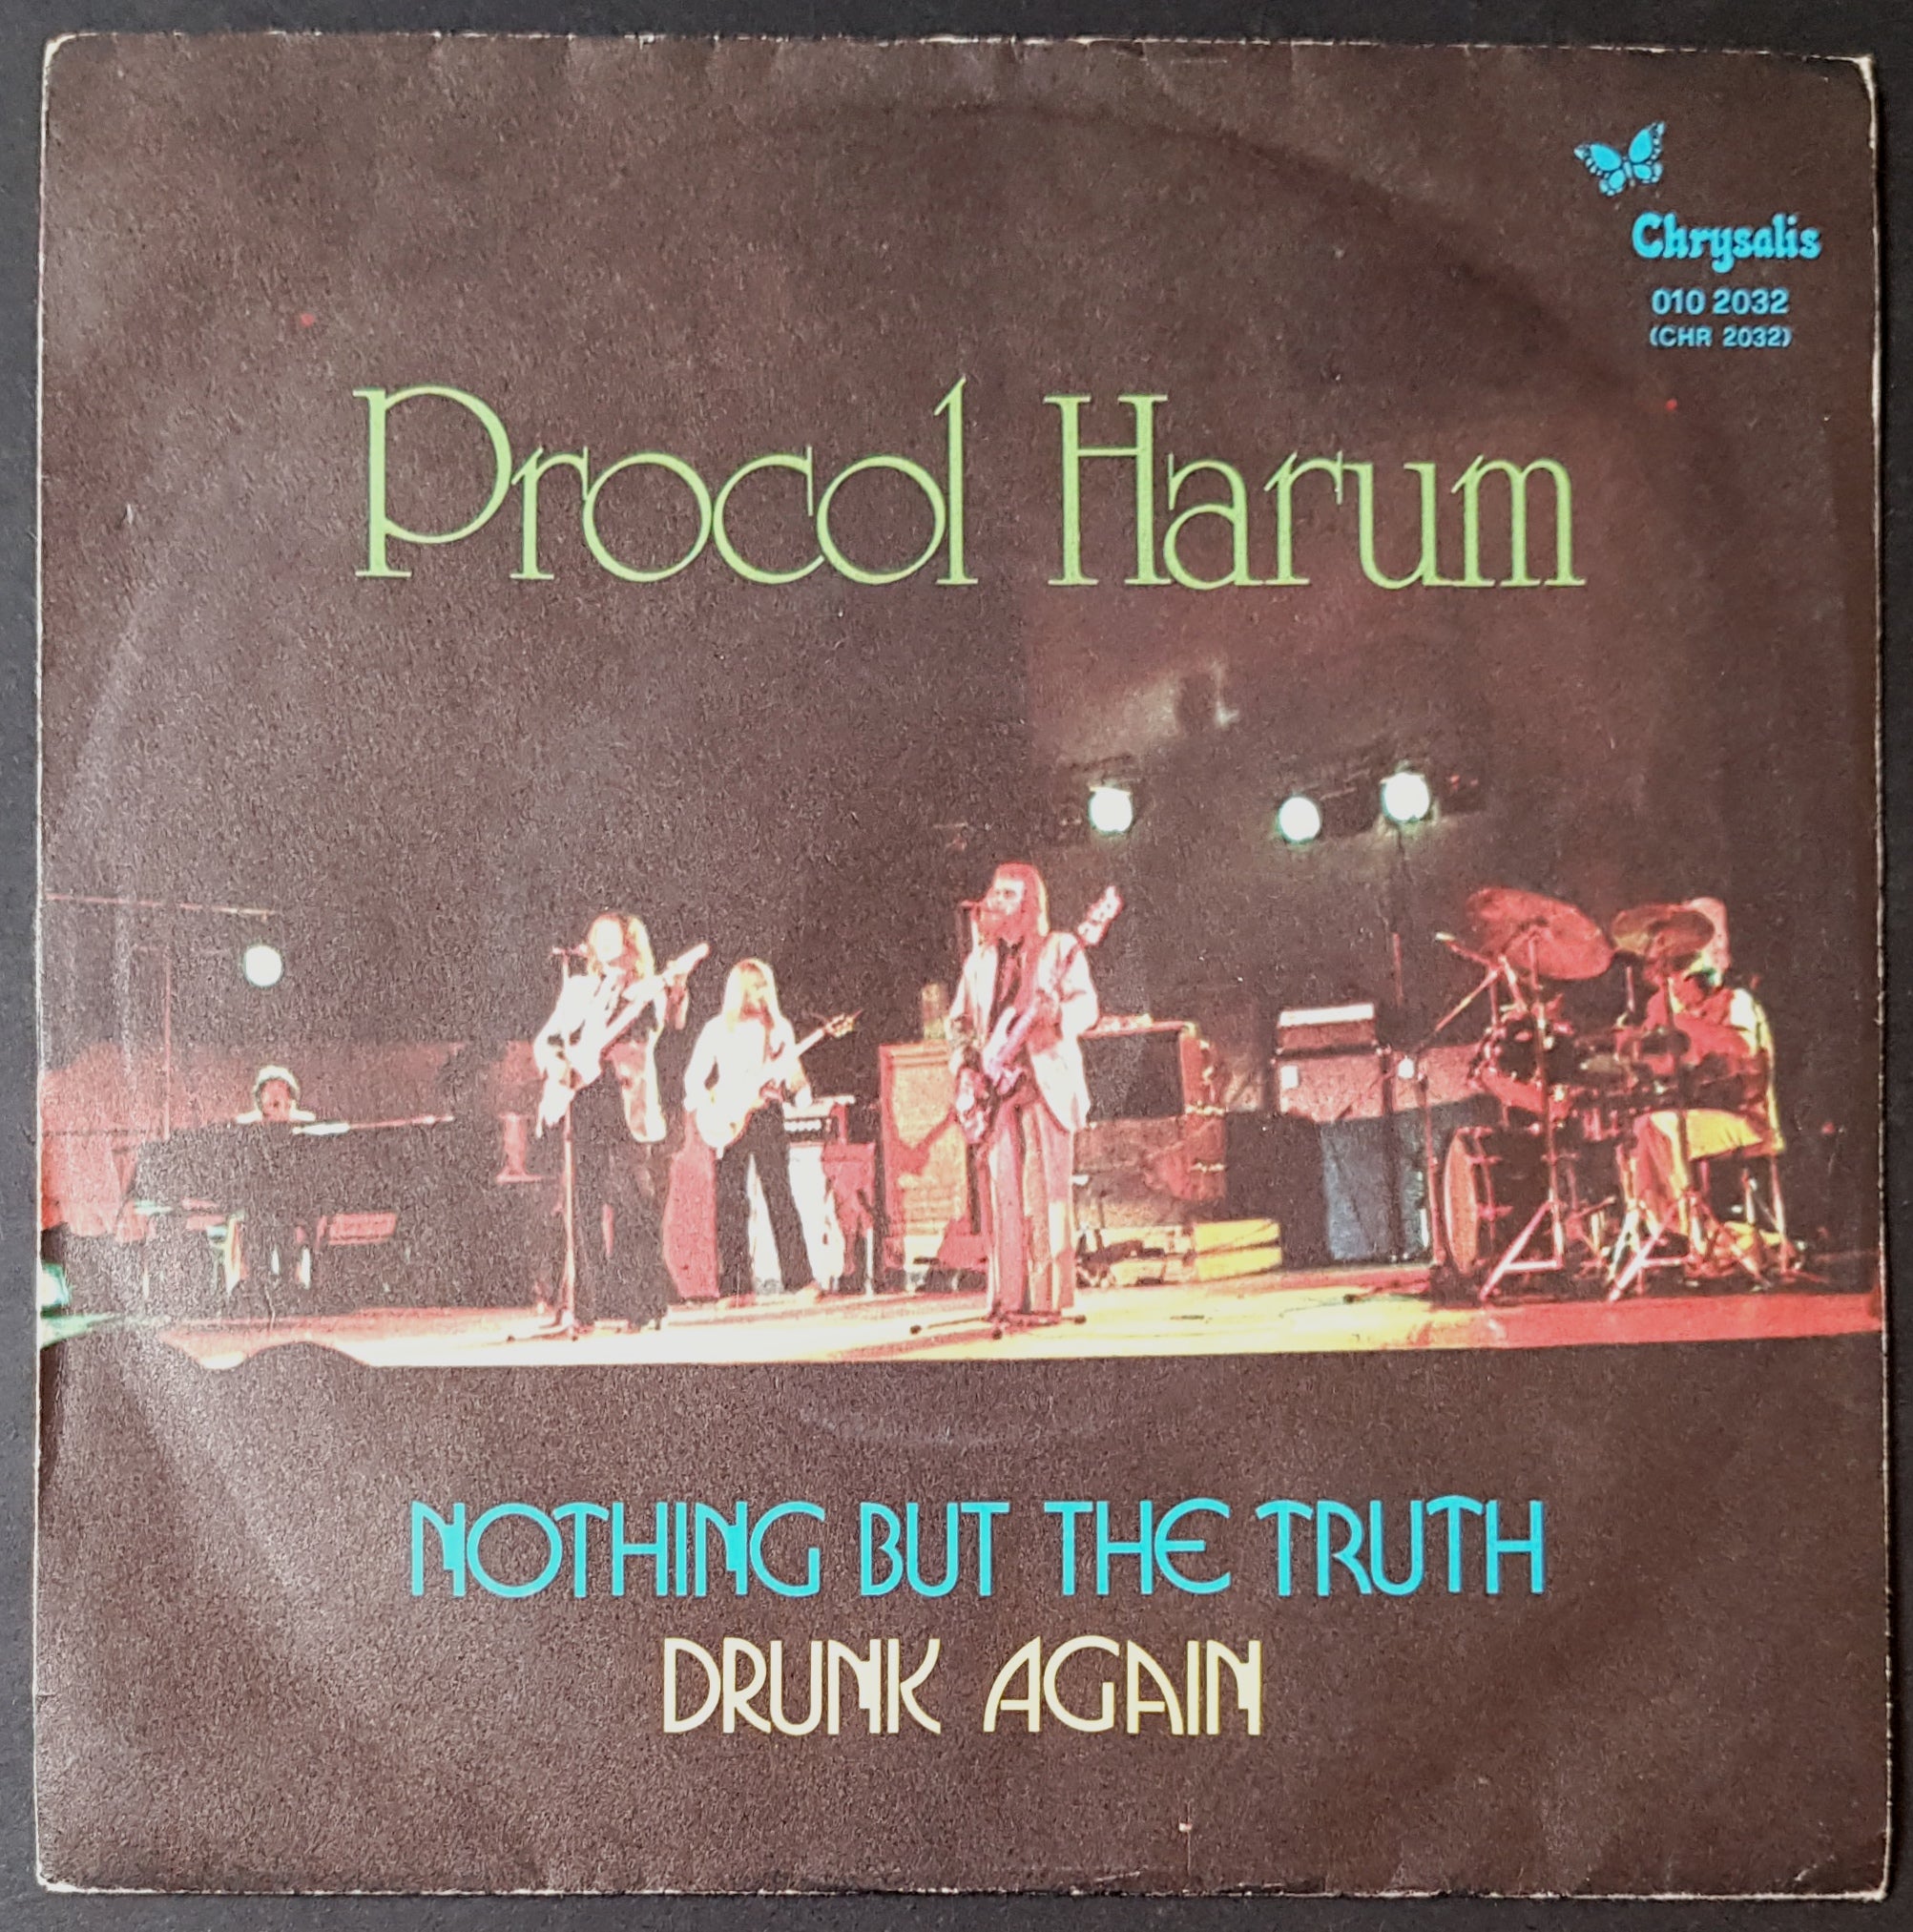 Chrysalis
010 2032
(CHR 2032)
Procol Harum
NOTHING BUT THE TRUTH
DRUNK AGAIN